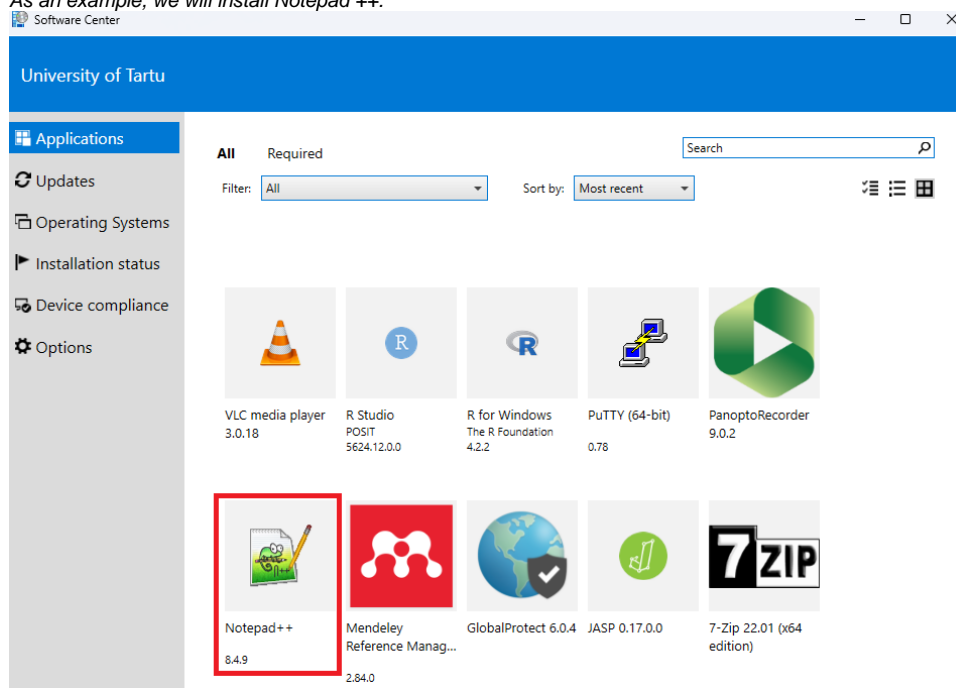 As an example, we will install Notepad ++.
Software Center
University of Tartu
Applications
Updates
Operating Systems
Installation status
Device compliance
Options
All Required
Search
Filter: All Sort by: Most recent
R
R
VLC media player
3.0.18
R Studio
POSIT
5624.12.0.0
R for Windows
The R Foundation
4.2.2
PuTTY (64-bit)
0.78
PanoptoRecorder
9.0.2
7 ZIP
Notepad++
8.4.9
Mendeley
Reference Manag...
2.84.0
GlobalProtect 6.0.4
JASP 0.17.0.0
7-Zip 22.01 (x64
edition)